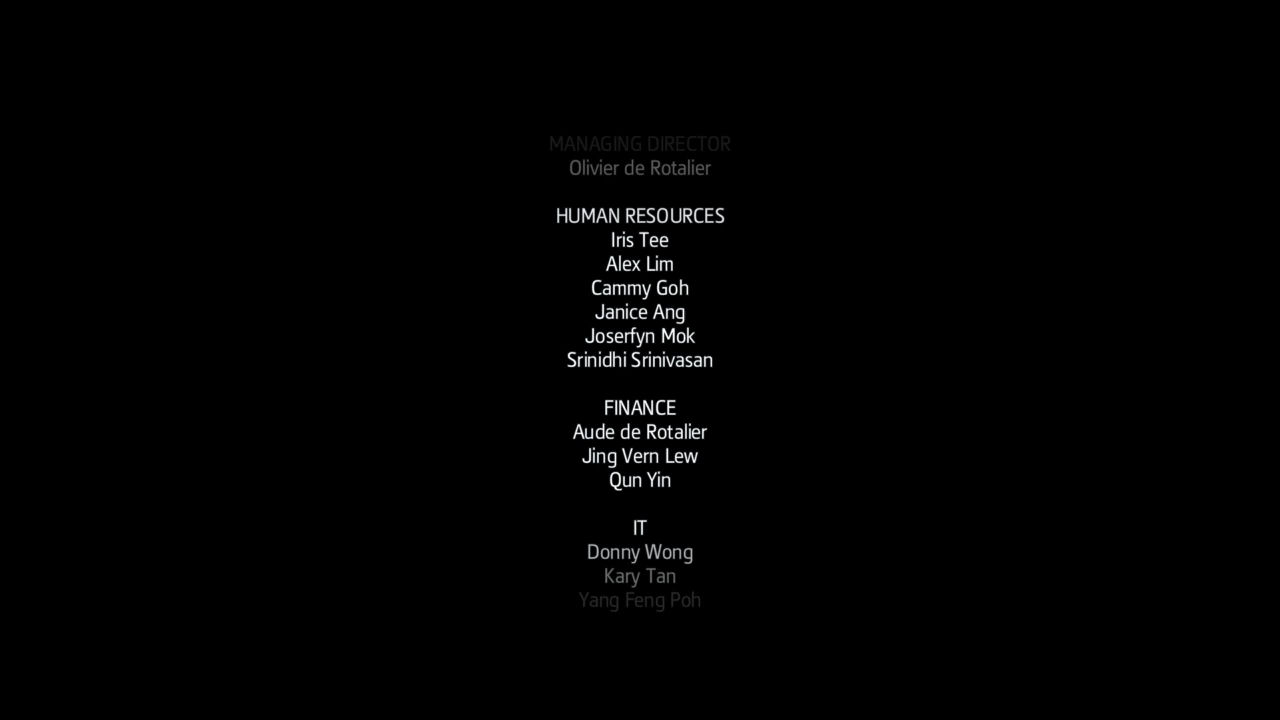 MANAGING DIRECTOR
Olivier de Rotalier
HUMAN RESOURCES
Iris Tee
Alex Lim
Cammy Goh
Janice Ang
Joserfyn Mok
Srinidhi Srinivasan
FINANCE
Aude de Rotalier
Jing Vern Lew
Qun Yin
IT
Donny Wong
Kary Tan
Yang Feng Poh